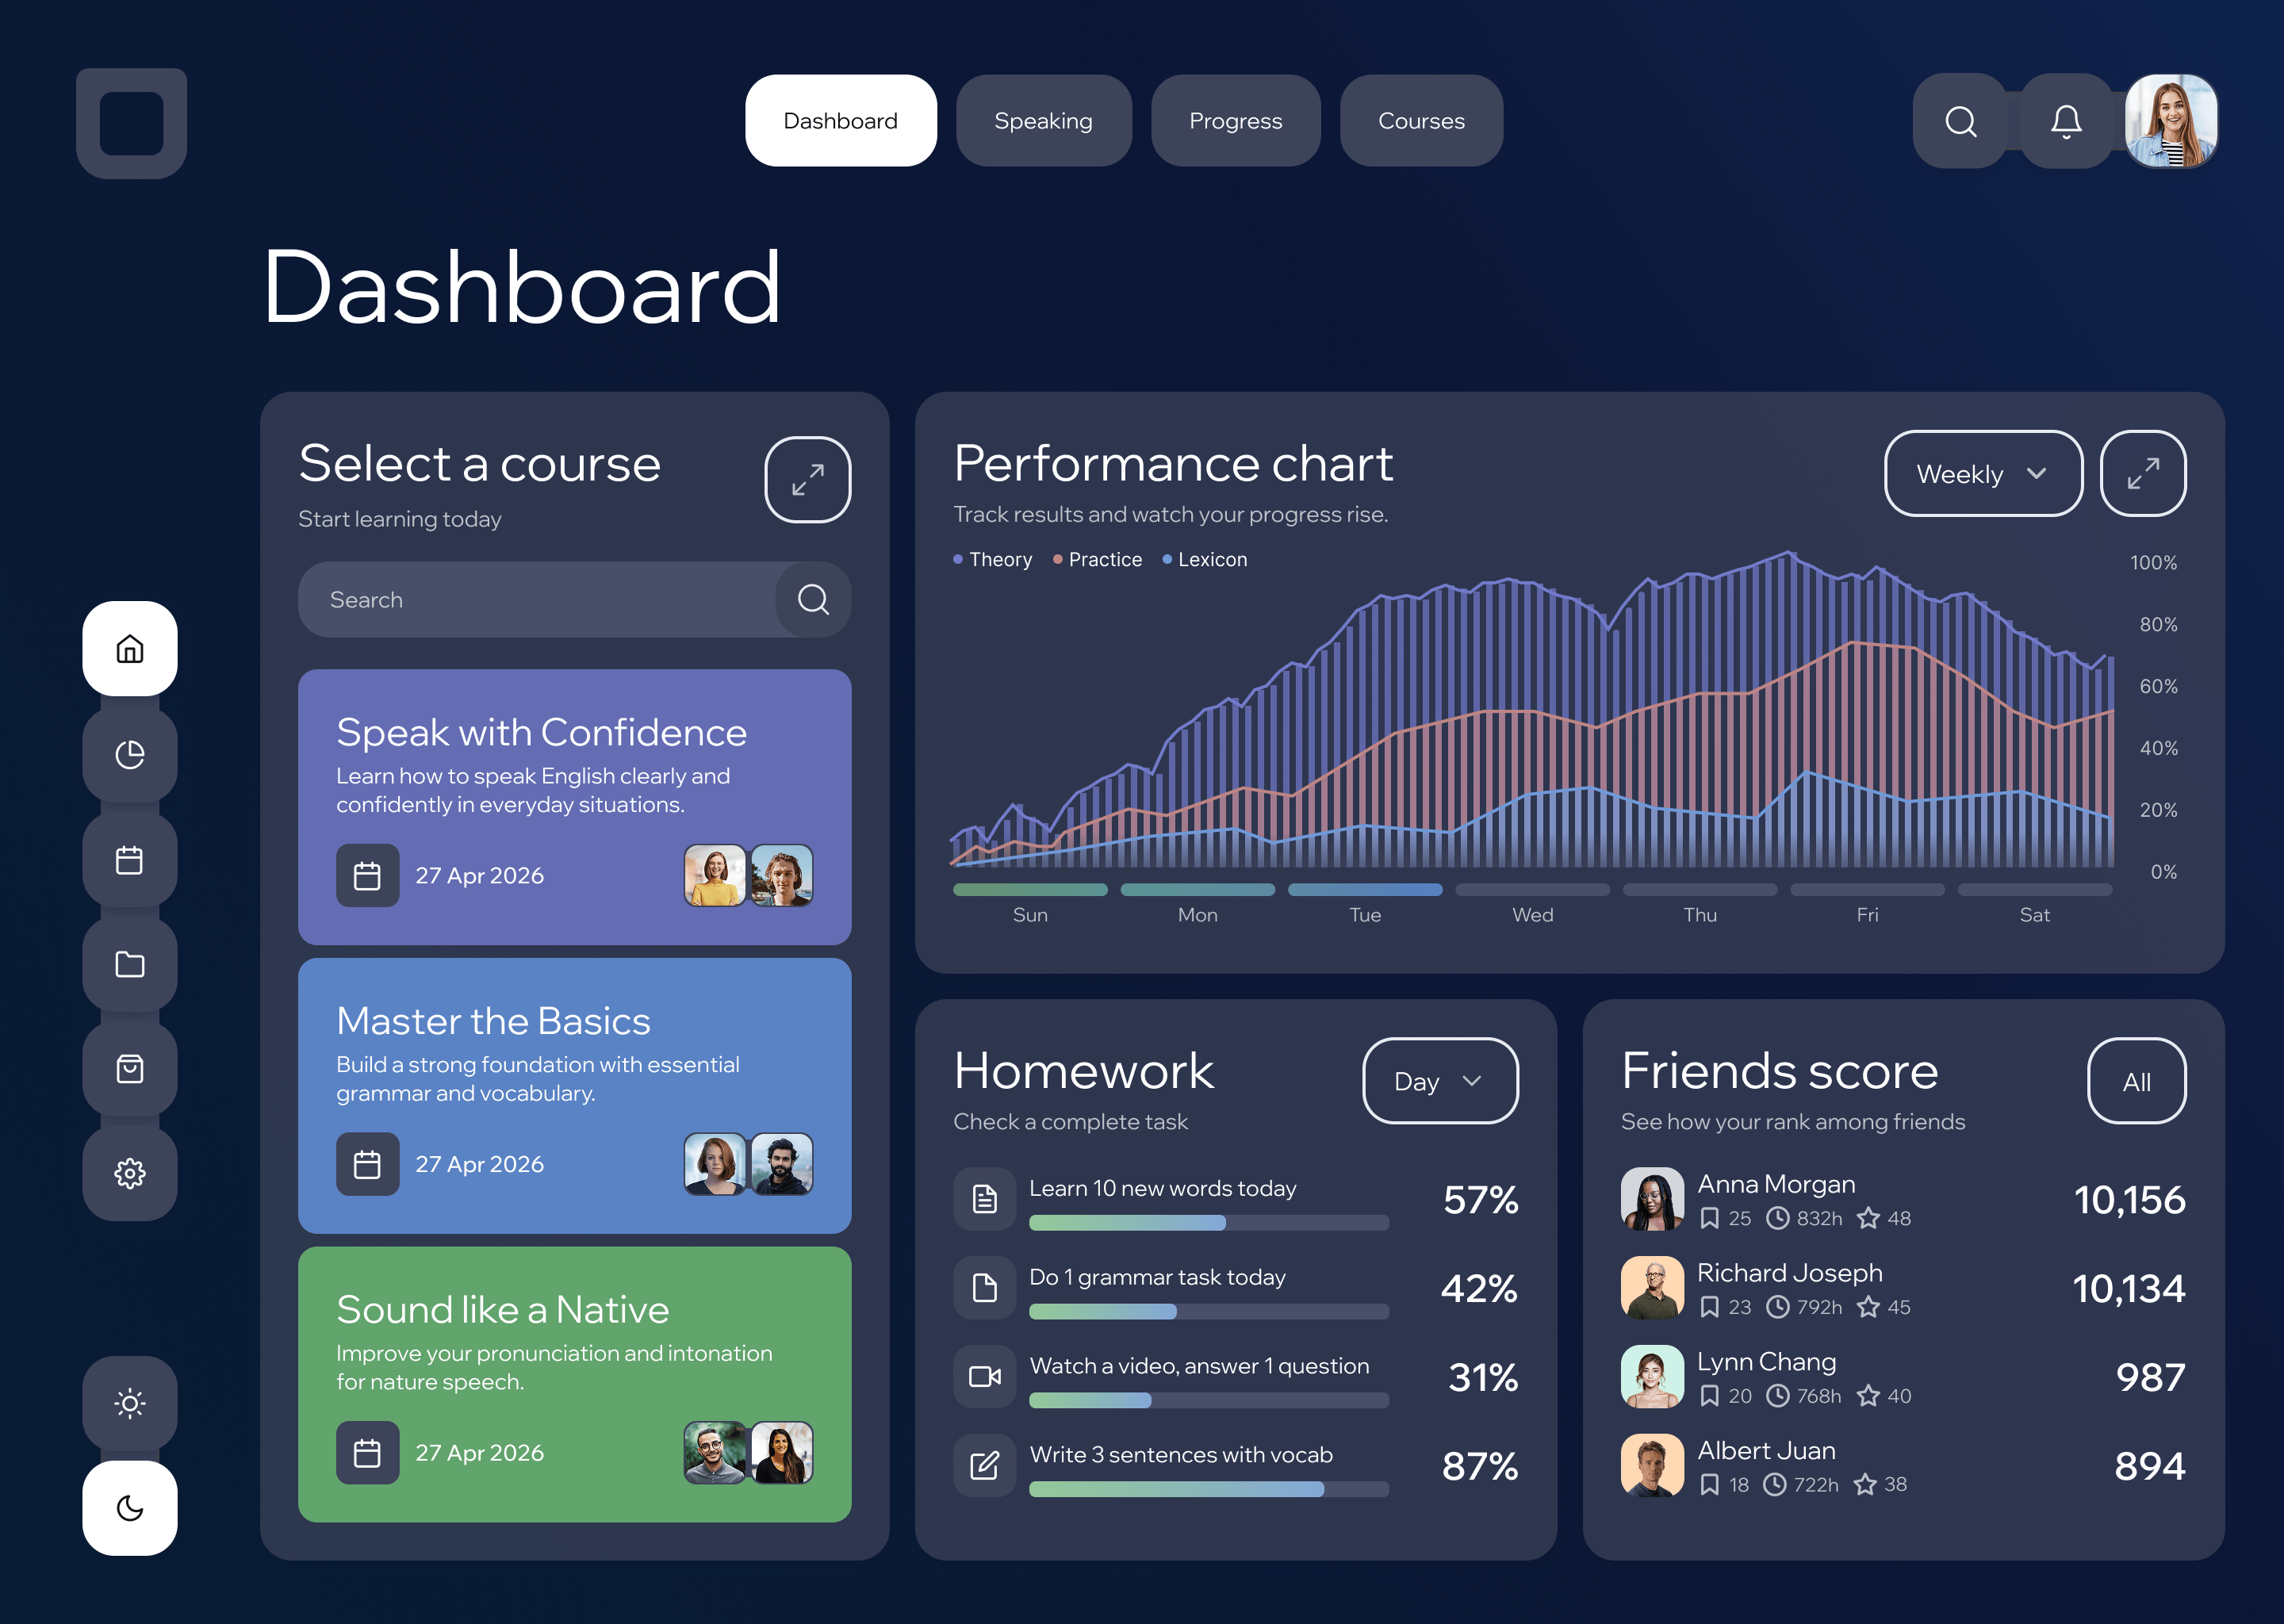 Dashboard
Speaking
Progress
Courses
Dashboard
Select a course
Start learning today
Search
Speak with Confidence
Learn how to speak English clearly and
confidently in everyday situations.
27 Apr 2026
Master the Basics
Build a strong foundation with essential
grammar and vocabulary.
27 Apr 2026
Sound like a Native
Improve your pronunciation and intonation
for nature speech.
27 Apr 2026
Performance chart
Track results and watch your progress rise.
Weekly
Theory
Practice
Lexicon
100%
80%
60%
40%
20%
0%
Sun
Mon
Tue
Wed
Thu
Fri
Sat
Homework
Check a complete task
Day
Learn 10 new words today
57%
Do 1 grammar task today
42%
Watch a video, answer 1 question
31%
Write 3 sentences with vocab
87%
Friends score
See how your rank among friends
All
Anna Morgan
25 832h 48
10,156
Richard Joseph
23 792h 45
10,134
Lynn Chang
20 768h 40
987
Albert Juan
18 722h 38
894